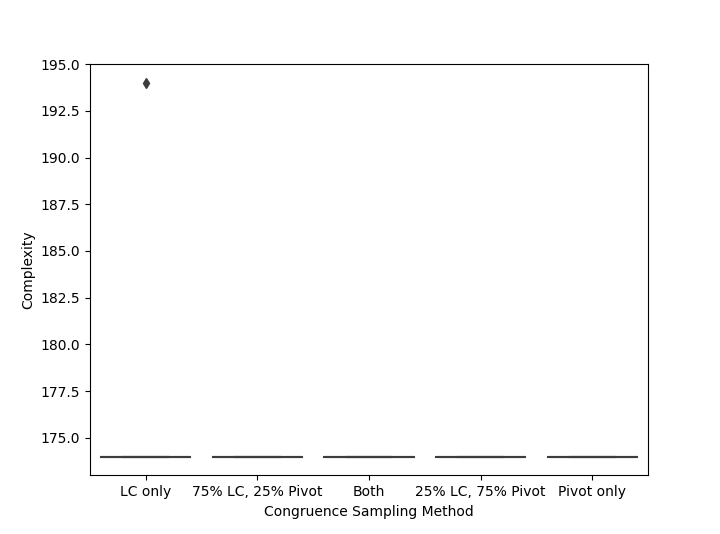 195.0
192.5
190.0
187.5
185.0
182.5
180.0
177.5
175.0
Complexity
LC only
75% LC, 25% Pivot
Both
25% LC, 75% Pivot
Pivot only
Congruence Sampling Method